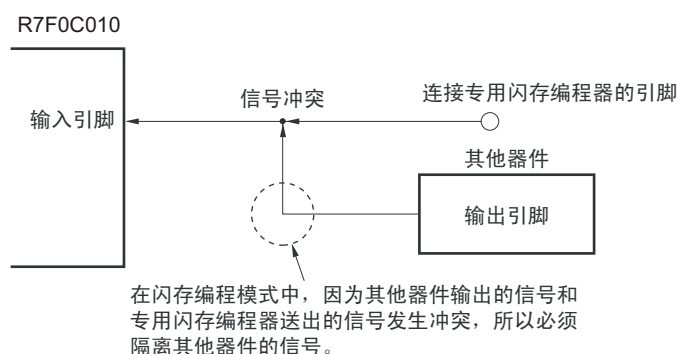 R7F0C010
信号冲突
连接专用闪存编程器的引脚
输入引脚
其他器件
输出引脚
在闪存编程模式中，因为其他器件输出的信号和
专用闪存编程器送出的信号发生冲突，所以必须
隔离其他器件的信号。